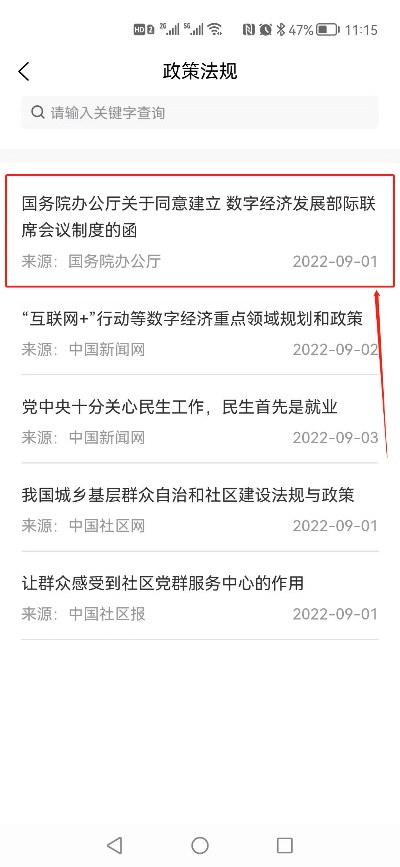 HD 2 2G 5G 47% 11:15
政策法规
请输入关键字查询
国务院办公厅关于同意建立 数字经济发展部际联
席会议制度的函
来源：国务院办公厅 2022-09-01
“互联网+”行动等数字经济重点领域规划和政策
来源：中国新闻网 2022-09-02
党中央十分关心民生工作，民生首先是就业
来源：中国新闻网 2022-09-03
我国城乡基层群众自治和社区建设法规与政策
来源：中国社区网 2022-09-01
让群众感受到社区党群服务中心的作用
来源：中国社区报 2022-09-01